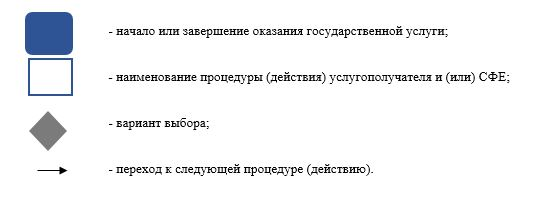 - начало или завершение оказания государственной услуги;
- наименование процедуры (действия) услугополучателя и (или) СФЕ;
- вариант выбора;
- переход к следующей процедуре (действию).